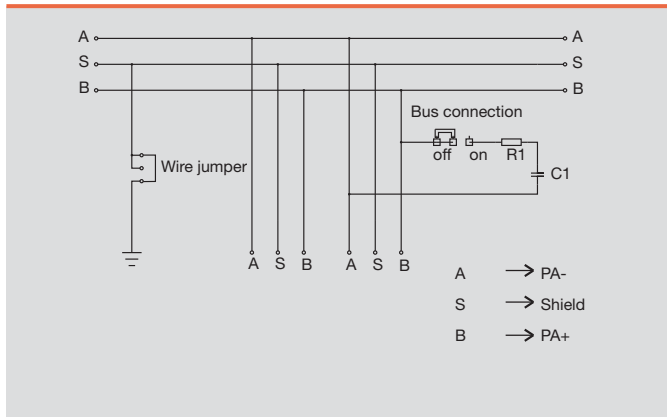 A A
S S
B B
Bus connection
off on R1
C1
Wire jumper
A S B A S B
A PA-
S Shield
B PA+